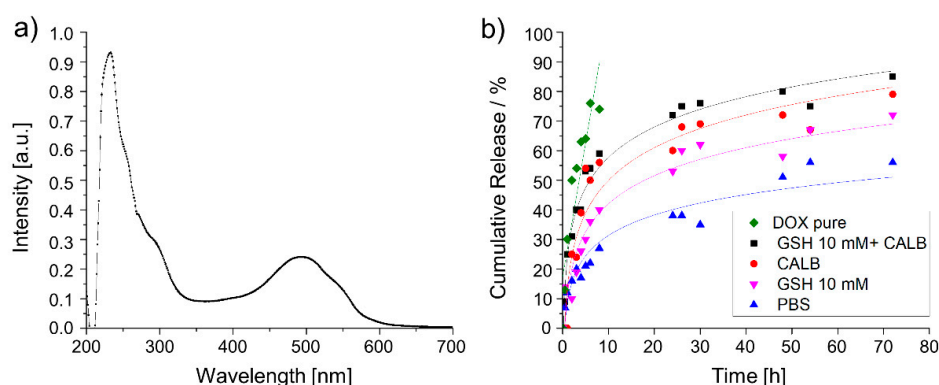 a)
Intensity [a.u.]
1.0
0.9
0.8
0.7
0.6
0.5
0.4
0.3
0.2
0.1
0.0
200 300 400 500 600 700
Wavelength [nm]
b)
Cumulative Release / %
100
90
80
70
60
50
40
30
20
10
0
0 10 20 30 40 50 60 70 80
Time [h]
DOX pure
GSH 10 mM+ CALB
CALB
GSH 10 mM
PBS